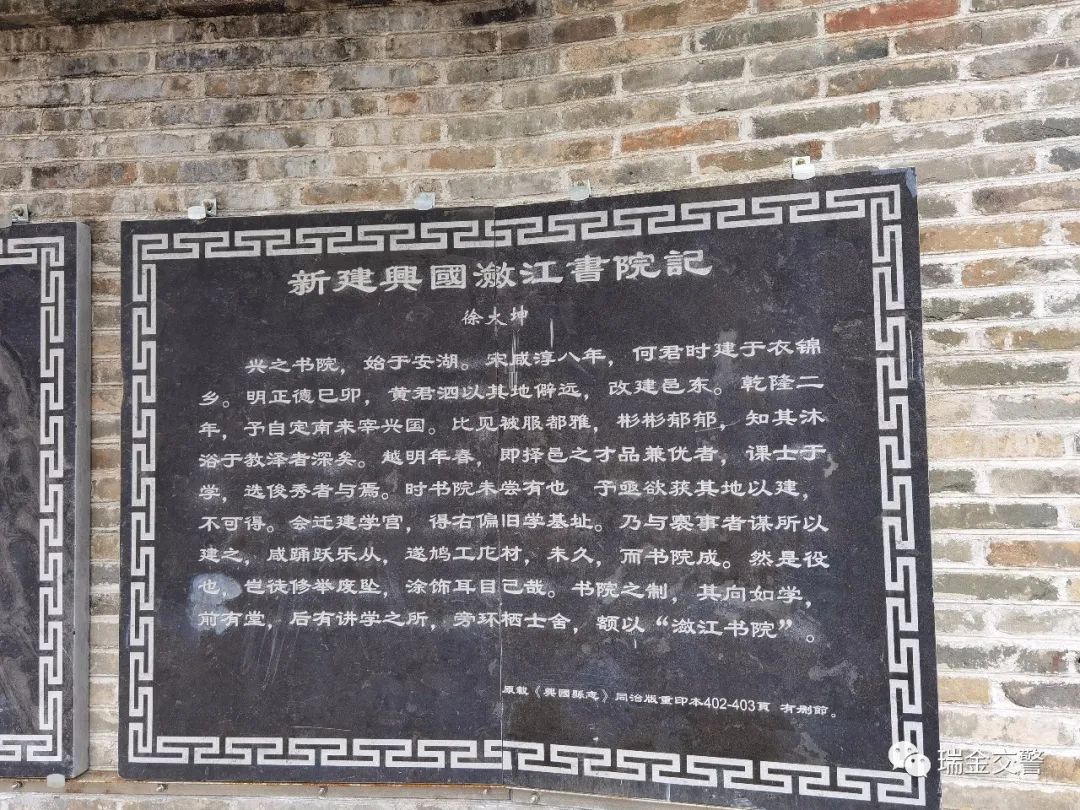 新建興國潋江書院記
徐大坤
兴之书院，始于安湖。宋咸淳八年，何君时建于衣锦
乡。明正德已卯，黄君泗以其地僻远，改建邑东。乾隆二
年，予自定南来宰兴国。比见被服都雅，彬彬郁郁，知其沐
浴于教泽者深矣。越明年春，即择邑之才品兼优者，课士于
学，选俊秀者与焉。时书院未尝有也　予亟欲获其地以建，
不可得。会迁建学宫，得右偏旧学基址。乃与襄事者谋所以
建之，咸踊跃乐从，遂鸠工庀材，未久，而书院成。然是役
也，岂徒修举废坠，涂饰耳目己哉。书院之制，其向如学，
前有堂，后有讲学之所，旁环栖士舍，额以“潋江书院”。
原載《興國縣志》同治版重印本402-403頁 有刪節。
瑞金交警